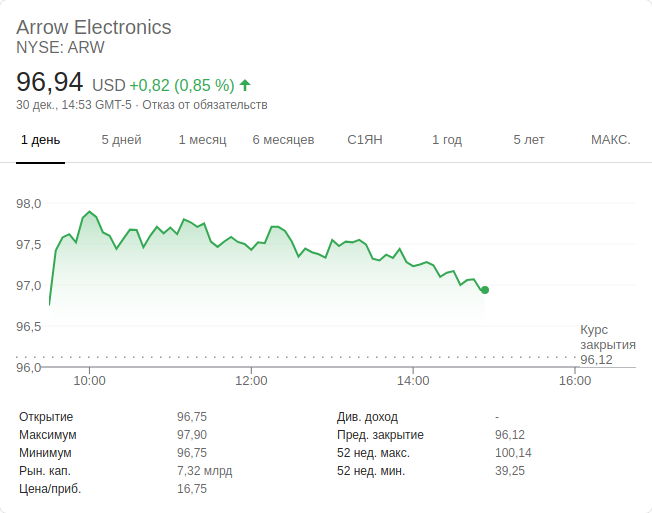 Arrow Electronics
NYSE: ARW
96,94 USD +0,82 (0,85 %)
30 дек., 14:53 GMT-5 · Отказ от обязательств
1 день 5 дней 1 месяц 6 месяцев С1ЯН 1 год 5 лет МАКС.
98,0
97,5
97,0
96,5
96,0
Курс
закрытия
96,12
10:00 12:00 14:00 16:00
Открытие 96,75
Максимум 97,90
Минимум 96,75
Рын. кап. 7,32 млрд
Цена/приб. 16,75
Див. доход -
Пред. закрытие 96,12
52 нед. макс. 100,14
52 нед. мин. 39,25